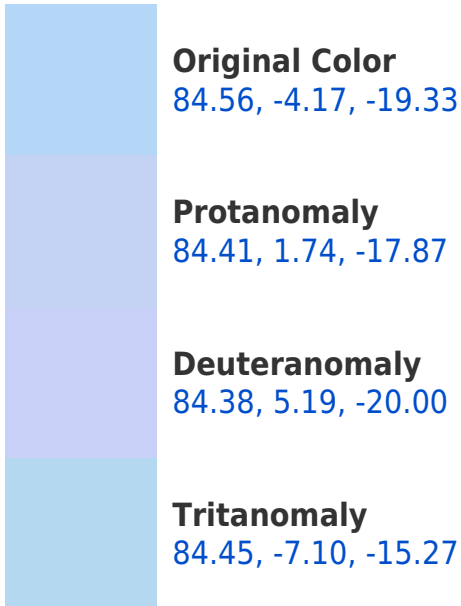 Original Color
84.56, -4.17, -19.33
Protanomaly
84.41, 1.74, -17.87
Deuteranomaly
84.38, 5.19, -20.00
Tritanomaly
84.45, -7.10, -15.27